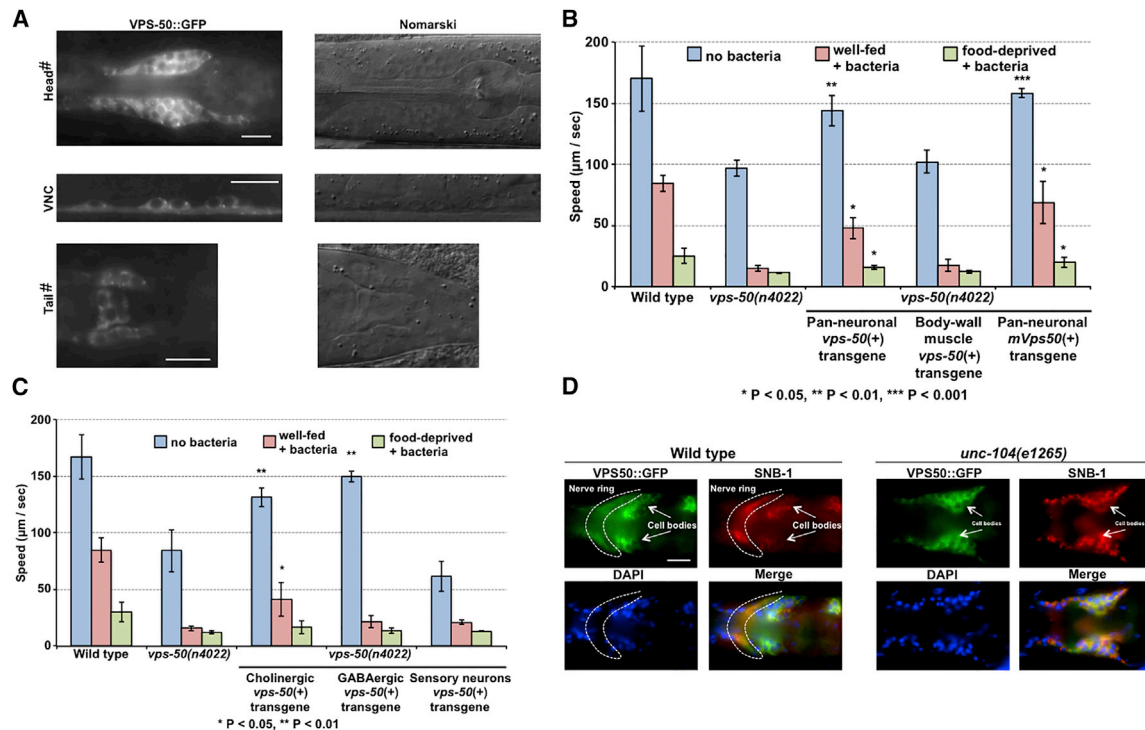 A
VPS-50::GFP
Nomarski
Head#
VNC
Tail#
B
Speed (µm / sec)
200
150
100
50
0
no bacteria
well-fed
+ bacteria
food-deprived
+ bacteria
**
*
*
***
*
*
Wild type
vps-50(n4022)
vps-50(n4022)
Pan-neuronal
vps-50(+)
transgene
Body-wall
muscle
vps-50(+)
transgene
Pan-neuronal
mVps50(+)
transgene
* P < 0.05, ** P < 0.01, *** P < 0.001
C
Speed (µm / sec)
200
150
100
50
0
no bacteria
well-fed
+ bacteria
food-deprived
+ bacteria
**
*
**
Wild type
vps-50(n4022)
vps-50(n4022)
Cholinergic
vps-50(+)
transgene
GABAergic
vps-50(+)
transgene
Sensory neurons
vps-50(+)
transgene
* P < 0.05, ** P < 0.01
D
Wild type
VPS50::GFP
SNB-1
Nerve ring
Cell bodies
Nerve ring
Cell bodies
DAPI
Merge
unc-104(e1265)
VPS50::GFP
SNB-1
Cell bodies
Cell bodies
DAPI
Merge